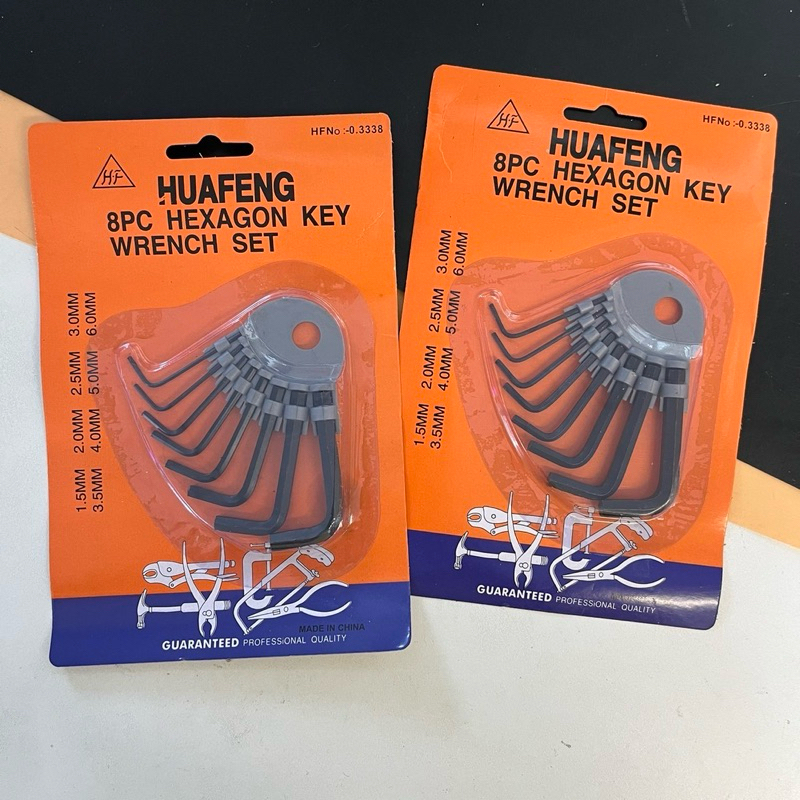 HFNo:-0.3338
HF
HUAFENG
8PC HEXAGON KEY
WRENCH SET
1.5MM 2.0MM 2.5MM 3.0MM
3.5MM 4.0MM 5.0MM 6.0MM
MADE IN CHINA
GUARANTEED PROFESSIONAL QUALITY
HFNo:-0.3338
HF
HUAFENG
8PC HEXAGON KEY
WRENCH SET
1.5MM 2.0MM 2.5MM 3.0MM
3.5MM 4.0MM 5.0MM 6.0MM
GUARANTEED PROFESSIONAL QUALITY